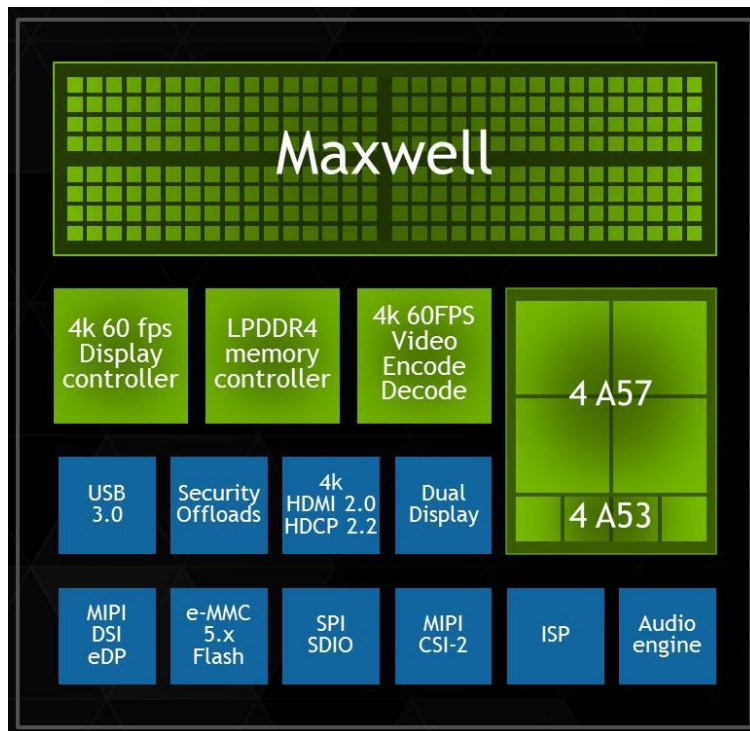 Maxwell
4k 60 fps
Display
controller
LPDDR4
memory
controller
4k 60FPS
Video
Encode
Decode
4 A57
4 A53
USB
3.0
Security
Offloads
4k
HDMI 2.0
HDCP 2.2
Dual
Display
MIPI
DSI
eDP
e-MMC
5.x
Flash
SPI
SDIO
MIPI
CSI-2
ISP
Audio
engine